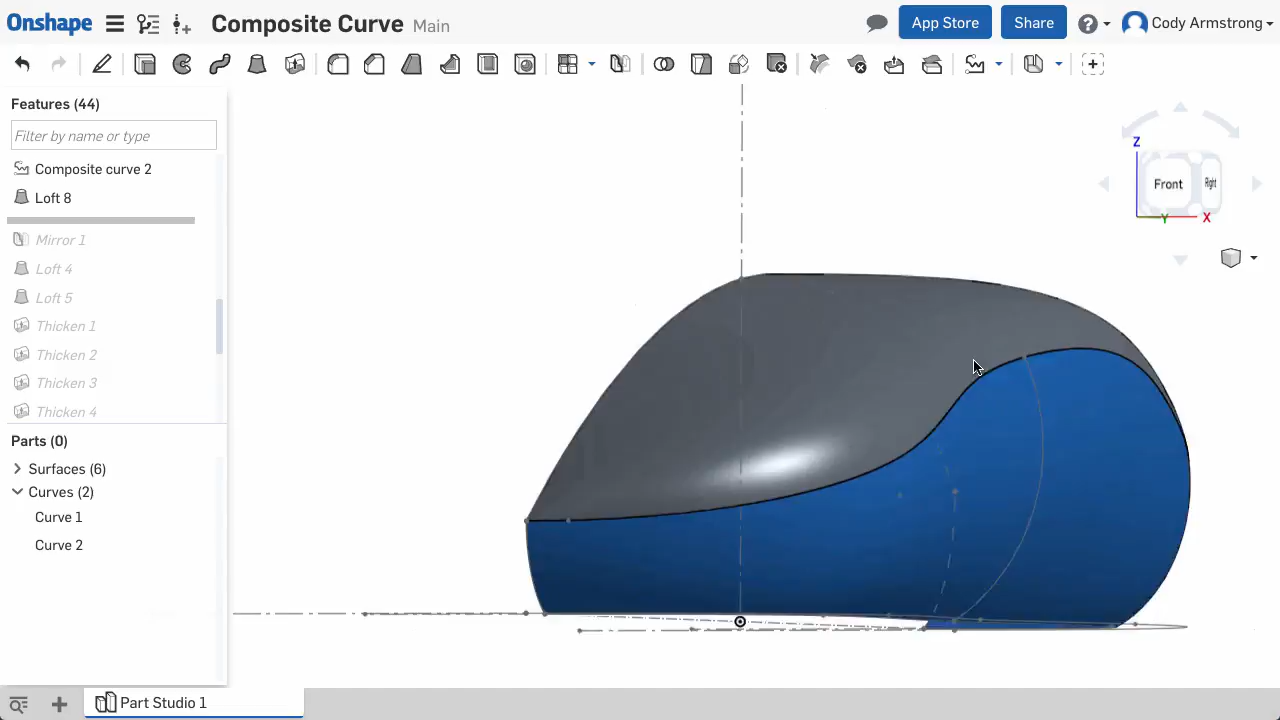 Onshape
Composite Curve Main
App Store
Share
Cody Armstrong
Features (44)
Filter by name or type
Composite curve 2
Loft 8
Mirror 1
Loft 4
Loft 5
Thicken 1
Thicken 2
Thicken 3
Thicken 4
Parts (0)
Surfaces (6)
Curves (2)
Curve 1
Curve 2
Z
Front
Right
Y
X
Part Studio 1